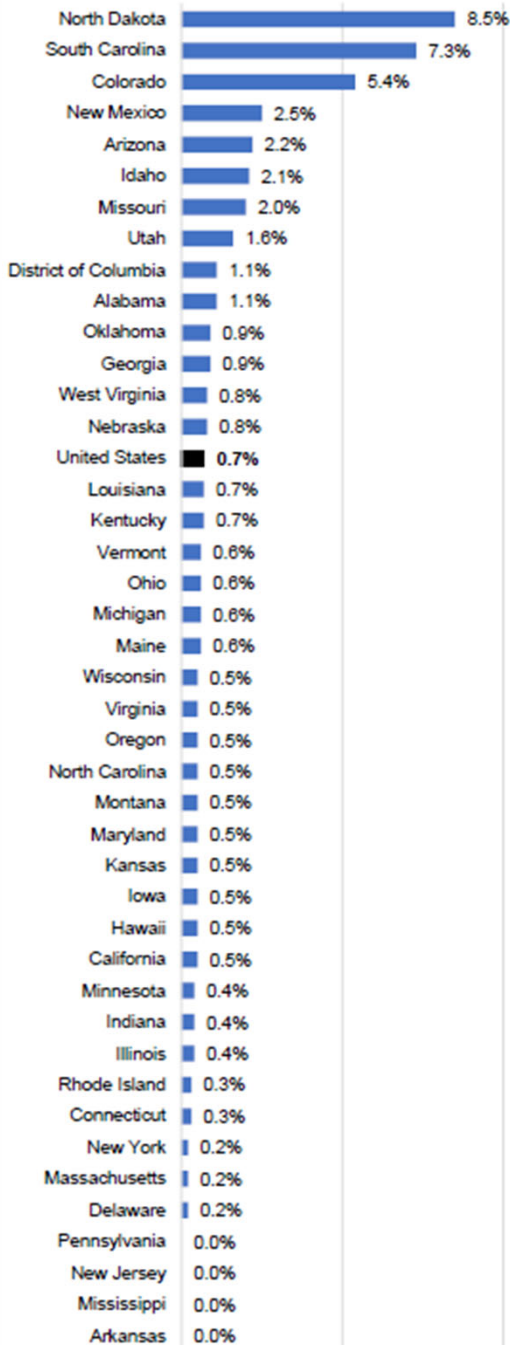 North Dakota 8.5%
South Carolina 7.3%
Colorado 5.4%
New Mexico 2.5%
Arizona 2.2%
Idaho 2.1%
Missouri 2.0%
Utah 1.6%
District of Columbia 1.1%
Alabama 1.1%
Oklahoma 0.9%
Georgia 0.9%
West Virginia 0.8%
Nebraska 0.8%
United States 0.7%
Louisiana 0.7%
Kentucky 0.7%
Vermont 0.6%
Ohio 0.6%
Michigan 0.6%
Maine 0.6%
Wisconsin 0.5%
Virginia 0.5%
Oregon 0.5%
North Carolina 0.5%
Montana 0.5%
Maryland 0.5%
Kansas 0.5%
Iowa 0.5%
Hawaii 0.5%
California 0.5%
Minnesota 0.4%
Indiana 0.4%
Illinois 0.4%
Rhode Island 0.3%
Connecticut 0.3%
New York 0.2%
Massachusetts 0.2%
Delaware 0.2%
Pennsylvania 0.0%
New Jersey 0.0%
Mississippi 0.0%
Arkansas 0.0%